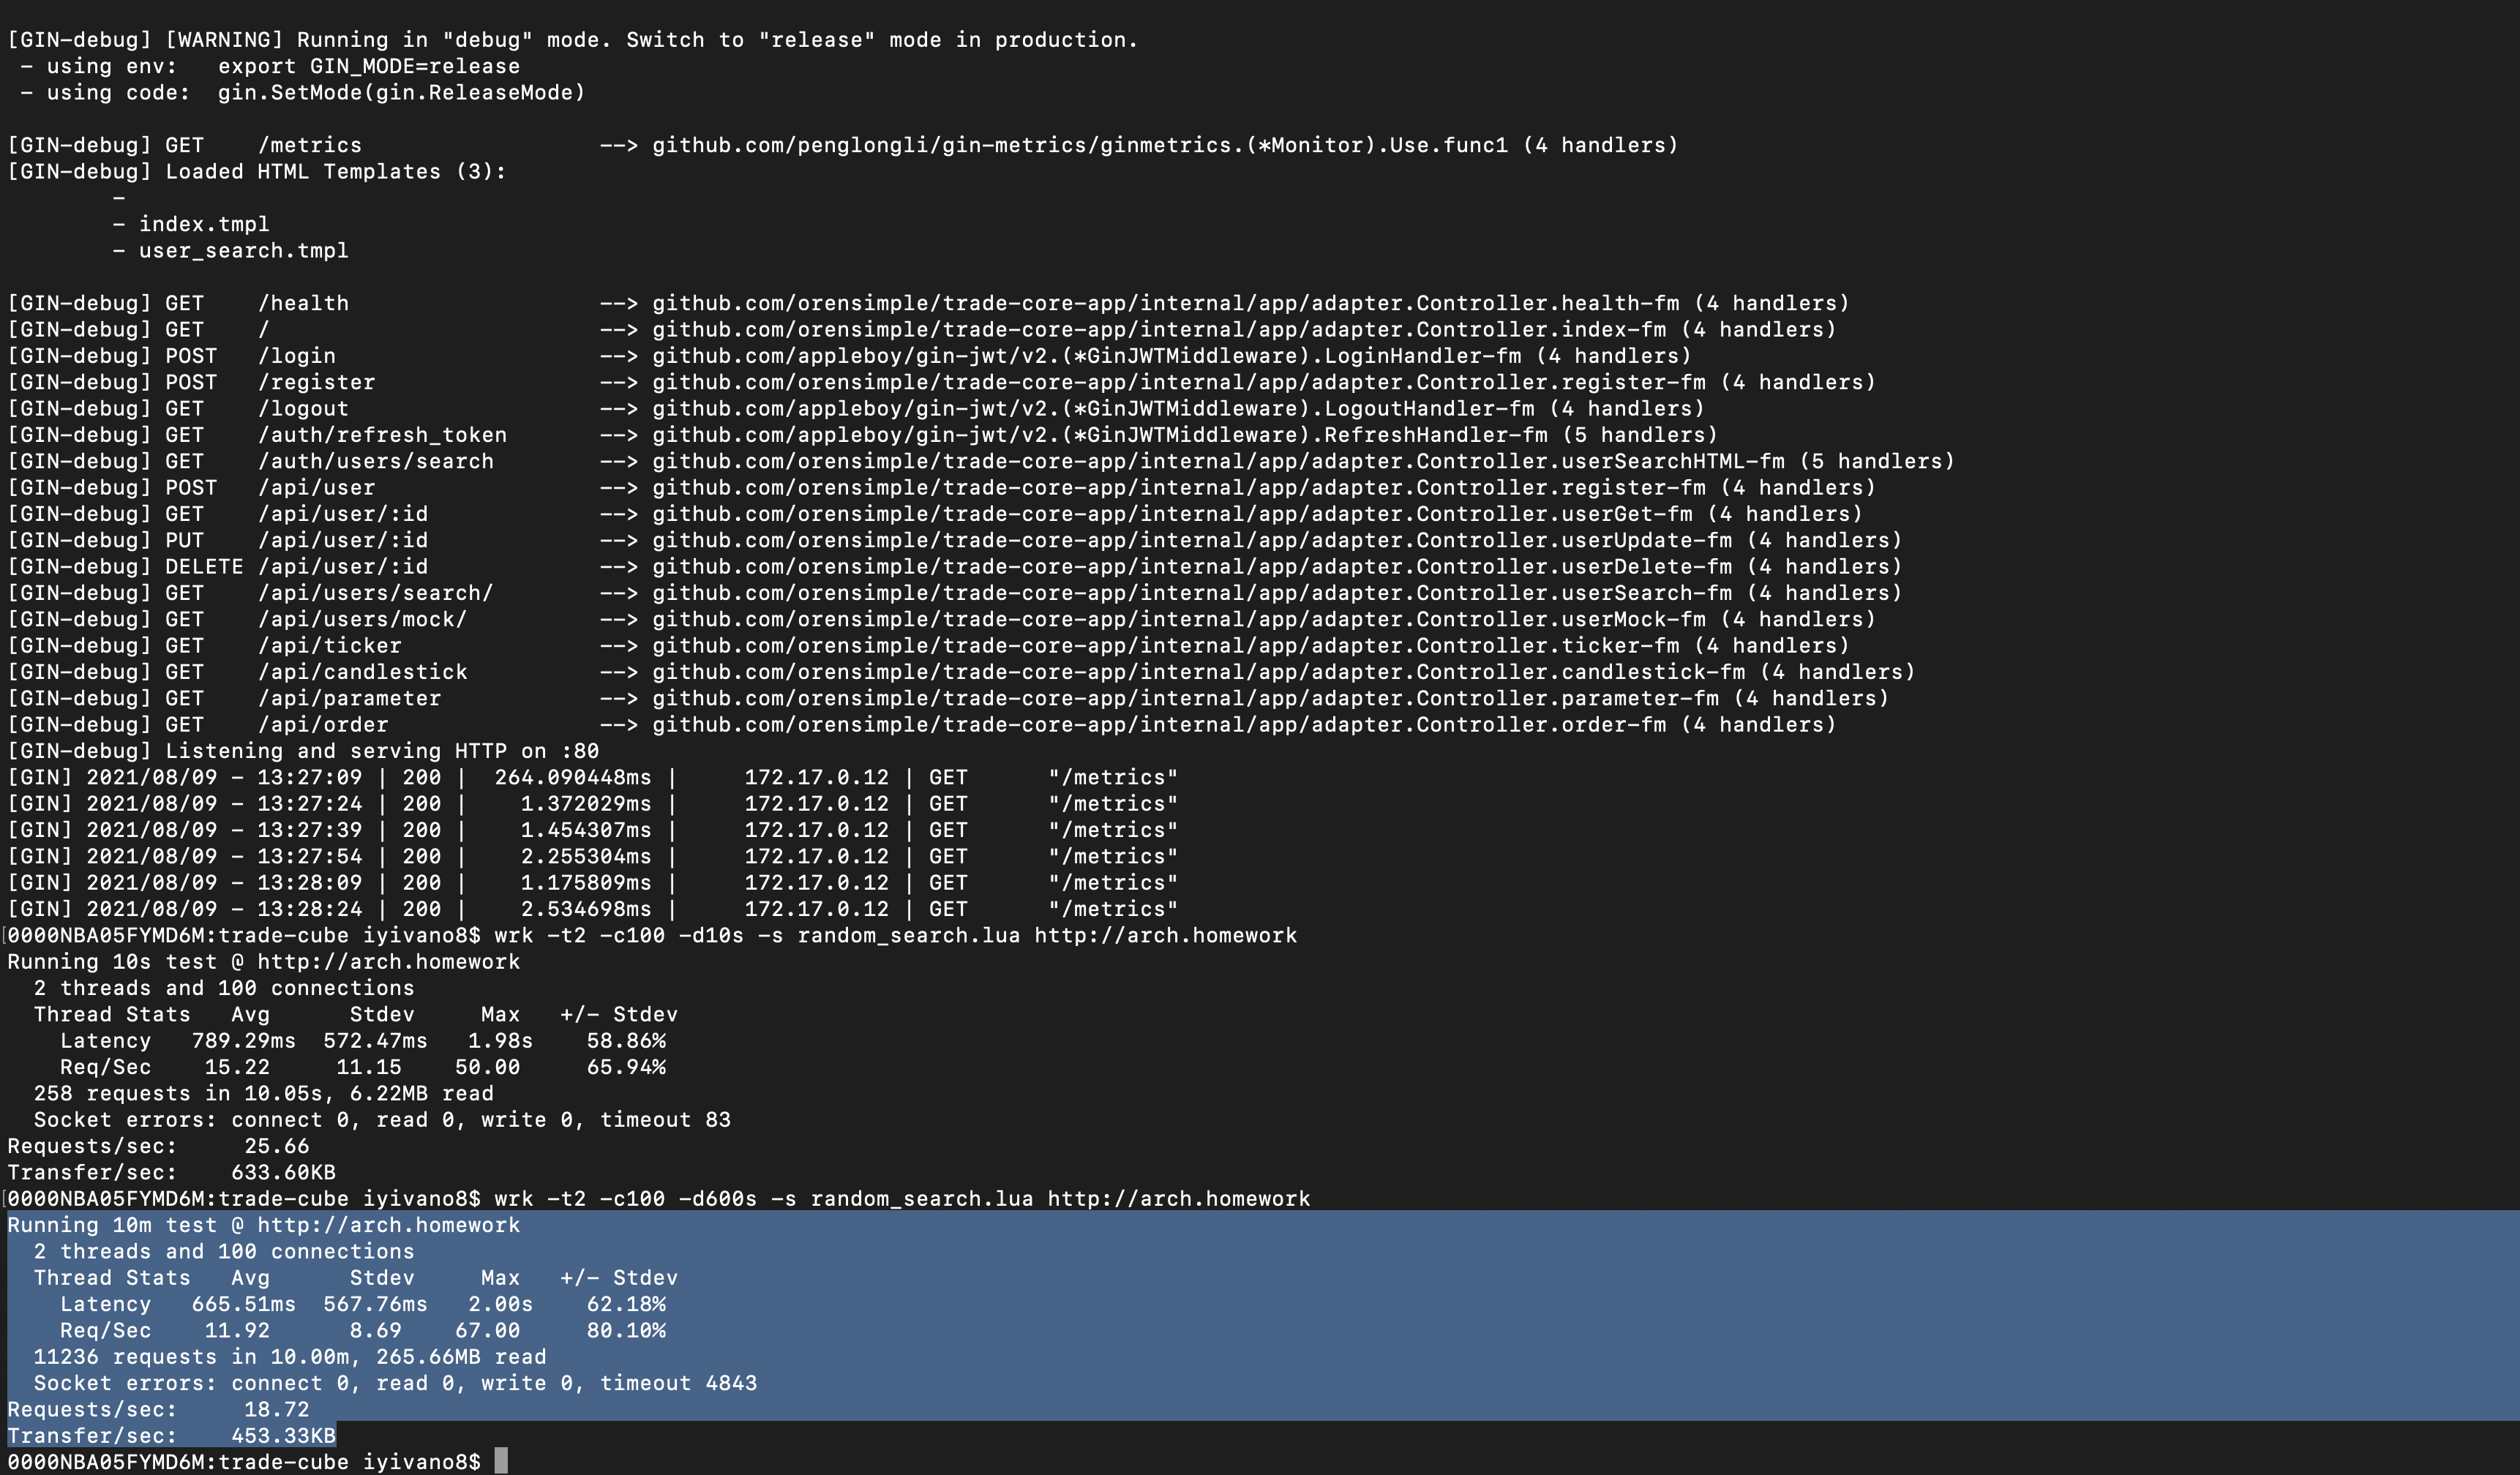 [GIN-debug] [WARNING] Running in "debug" mode. Switch to "release" mode in production.
 - using env:   export GIN_MODE=release
 - using code:  gin.SetMode(gin.ReleaseMode)

[GIN-debug] GET    /metrics                  --> github.com/penglongli/gin-metrics/ginmetrics.(*Monitor).Use.func1 (4 handlers)
[GIN-debug] Loaded HTML Templates (3):
        -
        - index.tmpl
        - user_search.tmpl

[GIN-debug] GET    /health                   --> github.com/orensimple/trade-core-app/internal/app/adapter.Controller.health-fm (4 handlers)
[GIN-debug] GET    /                         --> github.com/orensimple/trade-core-app/internal/app/adapter.Controller.index-fm (4 handlers)
[GIN-debug] POST   /login                    --> github.com/appleboy/gin-jwt/v2.(*GinJWTMiddleware).LoginHandler-fm (4 handlers)
[GIN-debug] POST   /register                 --> github.com/orensimple/trade-core-app/internal/app/adapter.Controller.register-fm (4 handlers)
[GIN-debug] GET    /logout                   --> github.com/appleboy/gin-jwt/v2.(*GinJWTMiddleware).LogoutHandler-fm (4 handlers)
[GIN-debug] GET    /auth/refresh_token       --> github.com/appleboy/gin-jwt/v2.(*GinJWTMiddleware).RefreshHandler-fm (5 handlers)
[GIN-debug] GET    /auth/users/search        --> github.com/orensimple/trade-core-app/internal/app/adapter.Controller.userSearchHTML-fm (5 handlers)
[GIN-debug] POST   /api/user                 --> github.com/orensimple/trade-core-app/internal/app/adapter.Controller.register-fm (4 handlers)
[GIN-debug] GET    /api/user/:id             --> github.com/orensimple/trade-core-app/internal/app/adapter.Controller.userGet-fm (4 handlers)
[GIN-debug] PUT    /api/user/:id             --> github.com/orensimple/trade-core-app/internal/app/adapter.Controller.userUpdate-fm (4 handlers)
[GIN-debug] DELETE /api/user/:id             --> github.com/orensimple/trade-core-app/internal/app/adapter.Controller.userDelete-fm (4 handlers)
[GIN-debug] GET    /api/users/search/        --> github.com/orensimple/trade-core-app/internal/app/adapter.Controller.userSearch-fm (4 handlers)
[GIN-debug] GET    /api/users/mock/          --> github.com/orensimple/trade-core-app/internal/app/adapter.Controller.userMock-fm (4 handlers)
[GIN-debug] GET    /api/ticker               --> github.com/orensimple/trade-core-app/internal/app/adapter.Controller.ticker-fm (4 handlers)
[GIN-debug] GET    /api/candlestick          --> github.com/orensimple/trade-core-app/internal/app/adapter.Controller.candlestick-fm (4 handlers)
[GIN-debug] GET    /api/parameter            --> github.com/orensimple/trade-core-app/internal/app/adapter.Controller.parameter-fm (4 handlers)
[GIN-debug] GET    /api/order                --> github.com/orensimple/trade-core-app/internal/app/adapter.Controller.order-fm (4 handlers)
[GIN-debug] Listening and serving HTTP on :80
[GIN] 2021/08/09 - 13:27:09 | 200 |  264.090448ms |     172.17.0.12 | GET      "/metrics"
[GIN] 2021/08/09 - 13:27:24 | 200 |    1.372029ms |     172.17.0.12 | GET      "/metrics"
[GIN] 2021/08/09 - 13:27:39 | 200 |    1.454307ms |     172.17.0.12 | GET      "/metrics"
[GIN] 2021/08/09 - 13:27:54 | 200 |    2.255304ms |     172.17.0.12 | GET      "/metrics"
[GIN] 2021/08/09 - 13:28:09 | 200 |    1.175809ms |     172.17.0.12 | GET      "/metrics"
[GIN] 2021/08/09 - 13:28:24 | 200 |    2.534698ms |     172.17.0.12 | GET      "/metrics"
[0000NBA05FYMD6M:trade-cube iyivano8$ wrk -t2 -c100 -d10s -s random_search.lua http://arch.homework
Running 10s test @ http://arch.homework
  2 threads and 100 connections
  Thread Stats   Avg      Stdev     Max   +/- Stdev
    Latency   789.29ms  572.47ms   1.98s    58.86%
    Req/Sec    15.22     11.15    50.00     65.94%
  258 requests in 10.05s, 6.22MB read
  Socket errors: connect 0, read 0, write 0, timeout 83
Requests/sec:     25.66
Transfer/sec:    633.60KB
[0000NBA05FYMD6M:trade-cube iyivano8$ wrk -t2 -c100 -d600s -s random_search.lua http://arch.homework
Running 10m test @ http://arch.homework
  2 threads and 100 connections
  Thread Stats   Avg      Stdev     Max   +/- Stdev
    Latency   665.51ms  567.76ms   2.00s    62.18%
    Req/Sec    11.92      8.69    67.00     80.10%
  11236 requests in 10.00m, 265.66MB read
  Socket errors: connect 0, read 0, write 0, timeout 4843
Requests/sec:     18.72
Transfer/sec:    453.33KB
0000NBA05FYMD6M:trade-cube iyivano8$